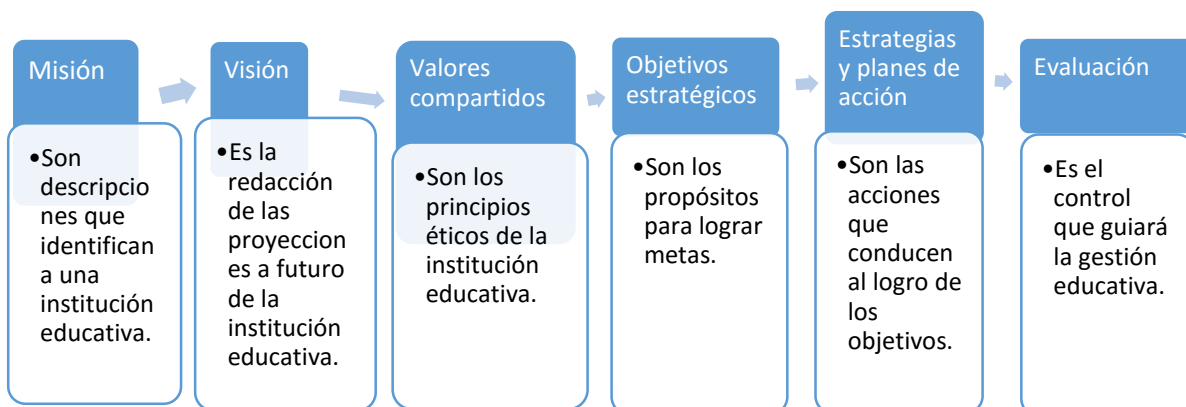 Misión
•Son
descripcio
nes que
identifican
a una
institución
educativa.
Visión
•Es la
redacción
de las
proyeccion
es a futuro
de la
institución
educativa.
Valores
compartidos
•Son los
principios
éticos de la
institución
educativa.
Objetivos
estratégicos
•Son los
propósitos
para lograr
metas.
Estrategias
y planes de
acción
•Son las
acciones
que
conducen
al logro de
los
objetivos.
Evaluación
•Es el
control
que guiará
la gestión
educativa.